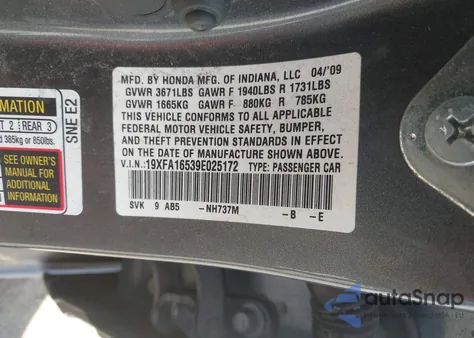 MFD. BY HONDA MFG. OF INDIANA, LLC 04/'09
GVWR 3671LBS GAWR F 1940LBS R 1731LBS
GVWR 1665KG GAWR F 880KG R 785KG
THIS VEHICLE CONFORMS TO ALL APPLICABLE
FEDERAL MOTOR VEHICLE SAFETY, BUMPER,
AND THEFT PREVENTION STANDARDS IN EFFECT ON
THE DATE OF MANUFACTURE SHOWN ABOVE.
V.I.N.:19XFA16539E025172 TYPE: PASSENGER CAR
SVK 9 AB5 -NH737M -B -E
SNE E2
RMATION
T 2 REAR 3
d 385kg or 850lbs.
SEE OWNER'S
MANUAL FOR
MORE
INFORMATION
autoSnap